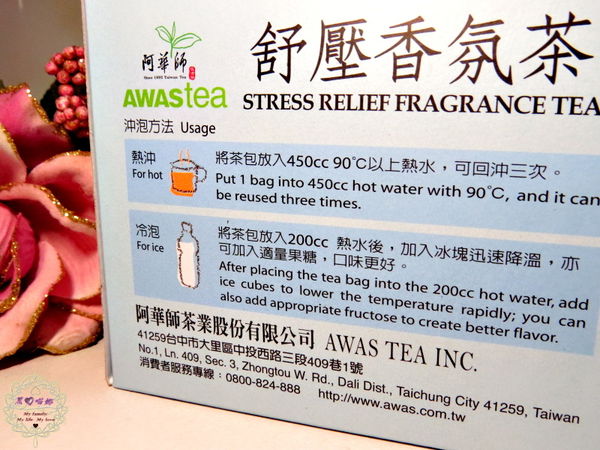 阿華師
Since 1995 Taiwan Tea
AWAStea
舒壓香氛茶
STRESS RELIEF FRAGRANCE TEA
沖泡方法 Usage
熱沖
For hot
將茶包放入450cc 90℃以上熱水，可回沖三次。
Put 1 bag into 450cc hot water with 90℃, and it can
be reused three times.
冷泡
For ice
將茶包放入200cc 熱水後，加入冰塊迅速降溫，亦
可加入適量果糖，口味更好。
After placing the tea bag into the 200cc hot water, add
ice cubes to lower the temperature rapidly; you can
also add appropriate fructose to create better flavor.
阿華師茶業股份有限公司 AWAS TEA INC.
41259台中市大里區中投西路三段409巷1號
No.1, Ln. 409, Sec. 3, Zhongtou W. Rd., Dali Dist., Taichung City 41259, Taiwan
消費者服務專線：0800-824-888 http://www.awas.com.tw
My family
My life My love